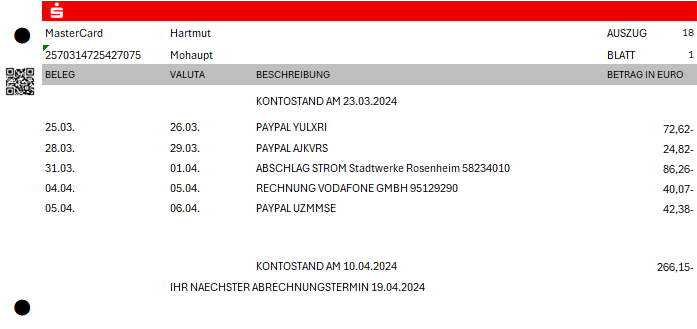 MasterCard Hartmut AUSZUG 18
2570314725427075 Mohaupt BLATT 1
BELEG VALUTA BESCHREIBUNG BETRAG IN EURO
KONTOSTAND AM 23.03.2024
25.03. 26.03. PAYPAL YULXRI 72,62-
28.03. 29.03. PAYPAL AJKVRS 24,82-
31.03. 01.04. ABSCHLAG STROM Stadtwerke Rosenheim 58234010 86,26-
04.04. 05.04. RECHNUNG VODAFONE GMBH 95129290 40,07-
05.04. 06.04. PAYPAL UZMMSE 42,38-
KONTOSTAND AM 10.04.2024 266,15-
IHR NAECHSTER ABRECHNUNGSTERMIN 19.04.2024